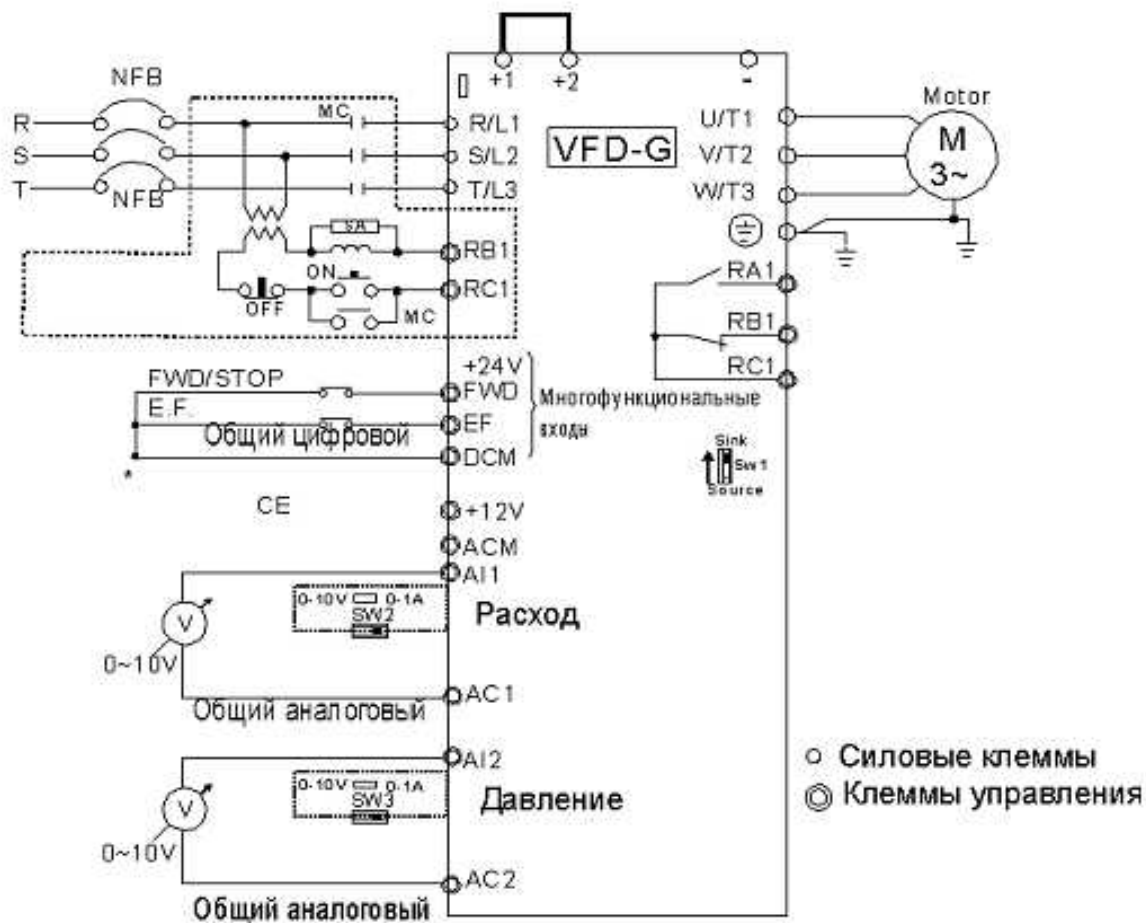 +1
+2
-
NFB
R
S
T
NFB
MC
R/L1
S/L2
T/L3
VFD-G
U/T1
V/T2
W/T3
Motor
M
3~
SA
RB1
ON
RC1
OFF
MC
RA1
RB1
RC1
+24V
FWD/STOP
FWD
E.F.
EF
Общий цифровой
DCM
Многофункциональные
входы
*
Sink
Sw1
Source
CE
+12V
ACM
AI1
0-10V 0-1A
SW2
Расход
V
0~10V
AC1
Общий аналоговый
AI2
0-10V 0-1A
SW3
Давление
V
0~10V
AC2
Общий аналоговый
Силовые клеммы
Клеммы управления